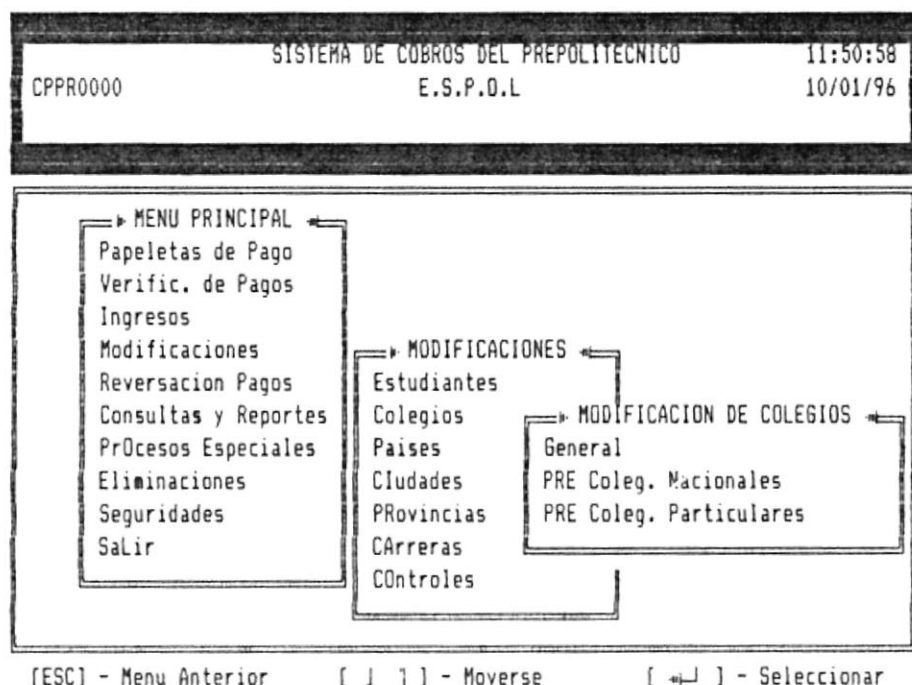 SISTEMA DE COBROS DEL PREPOLITECNICO 11:50:58
CPPR0000 E.S.P.O.L 10/01/96
MENU PRINCIPAL
Papeletas de Pago
Verific. de Pagos
Ingresos
Modificaciones
Reversacion Pagos
Consultas y Reportes
PrOcesos Especiales
Eliminaciones
Seguridades
SaLir
MODIFICACIONES
Estudiantes
Colegios
Paises
CIudades
PRovincias
CArreras
COntroles
MODIFICACION DE COLEGIOS
General
PRE Coleg. Nacionales
PRE Coleg. Particulares
[ESC] - Menu Anterior [ ↓ ↑ ] - Moverse [ ↵ ] - Seleccionar